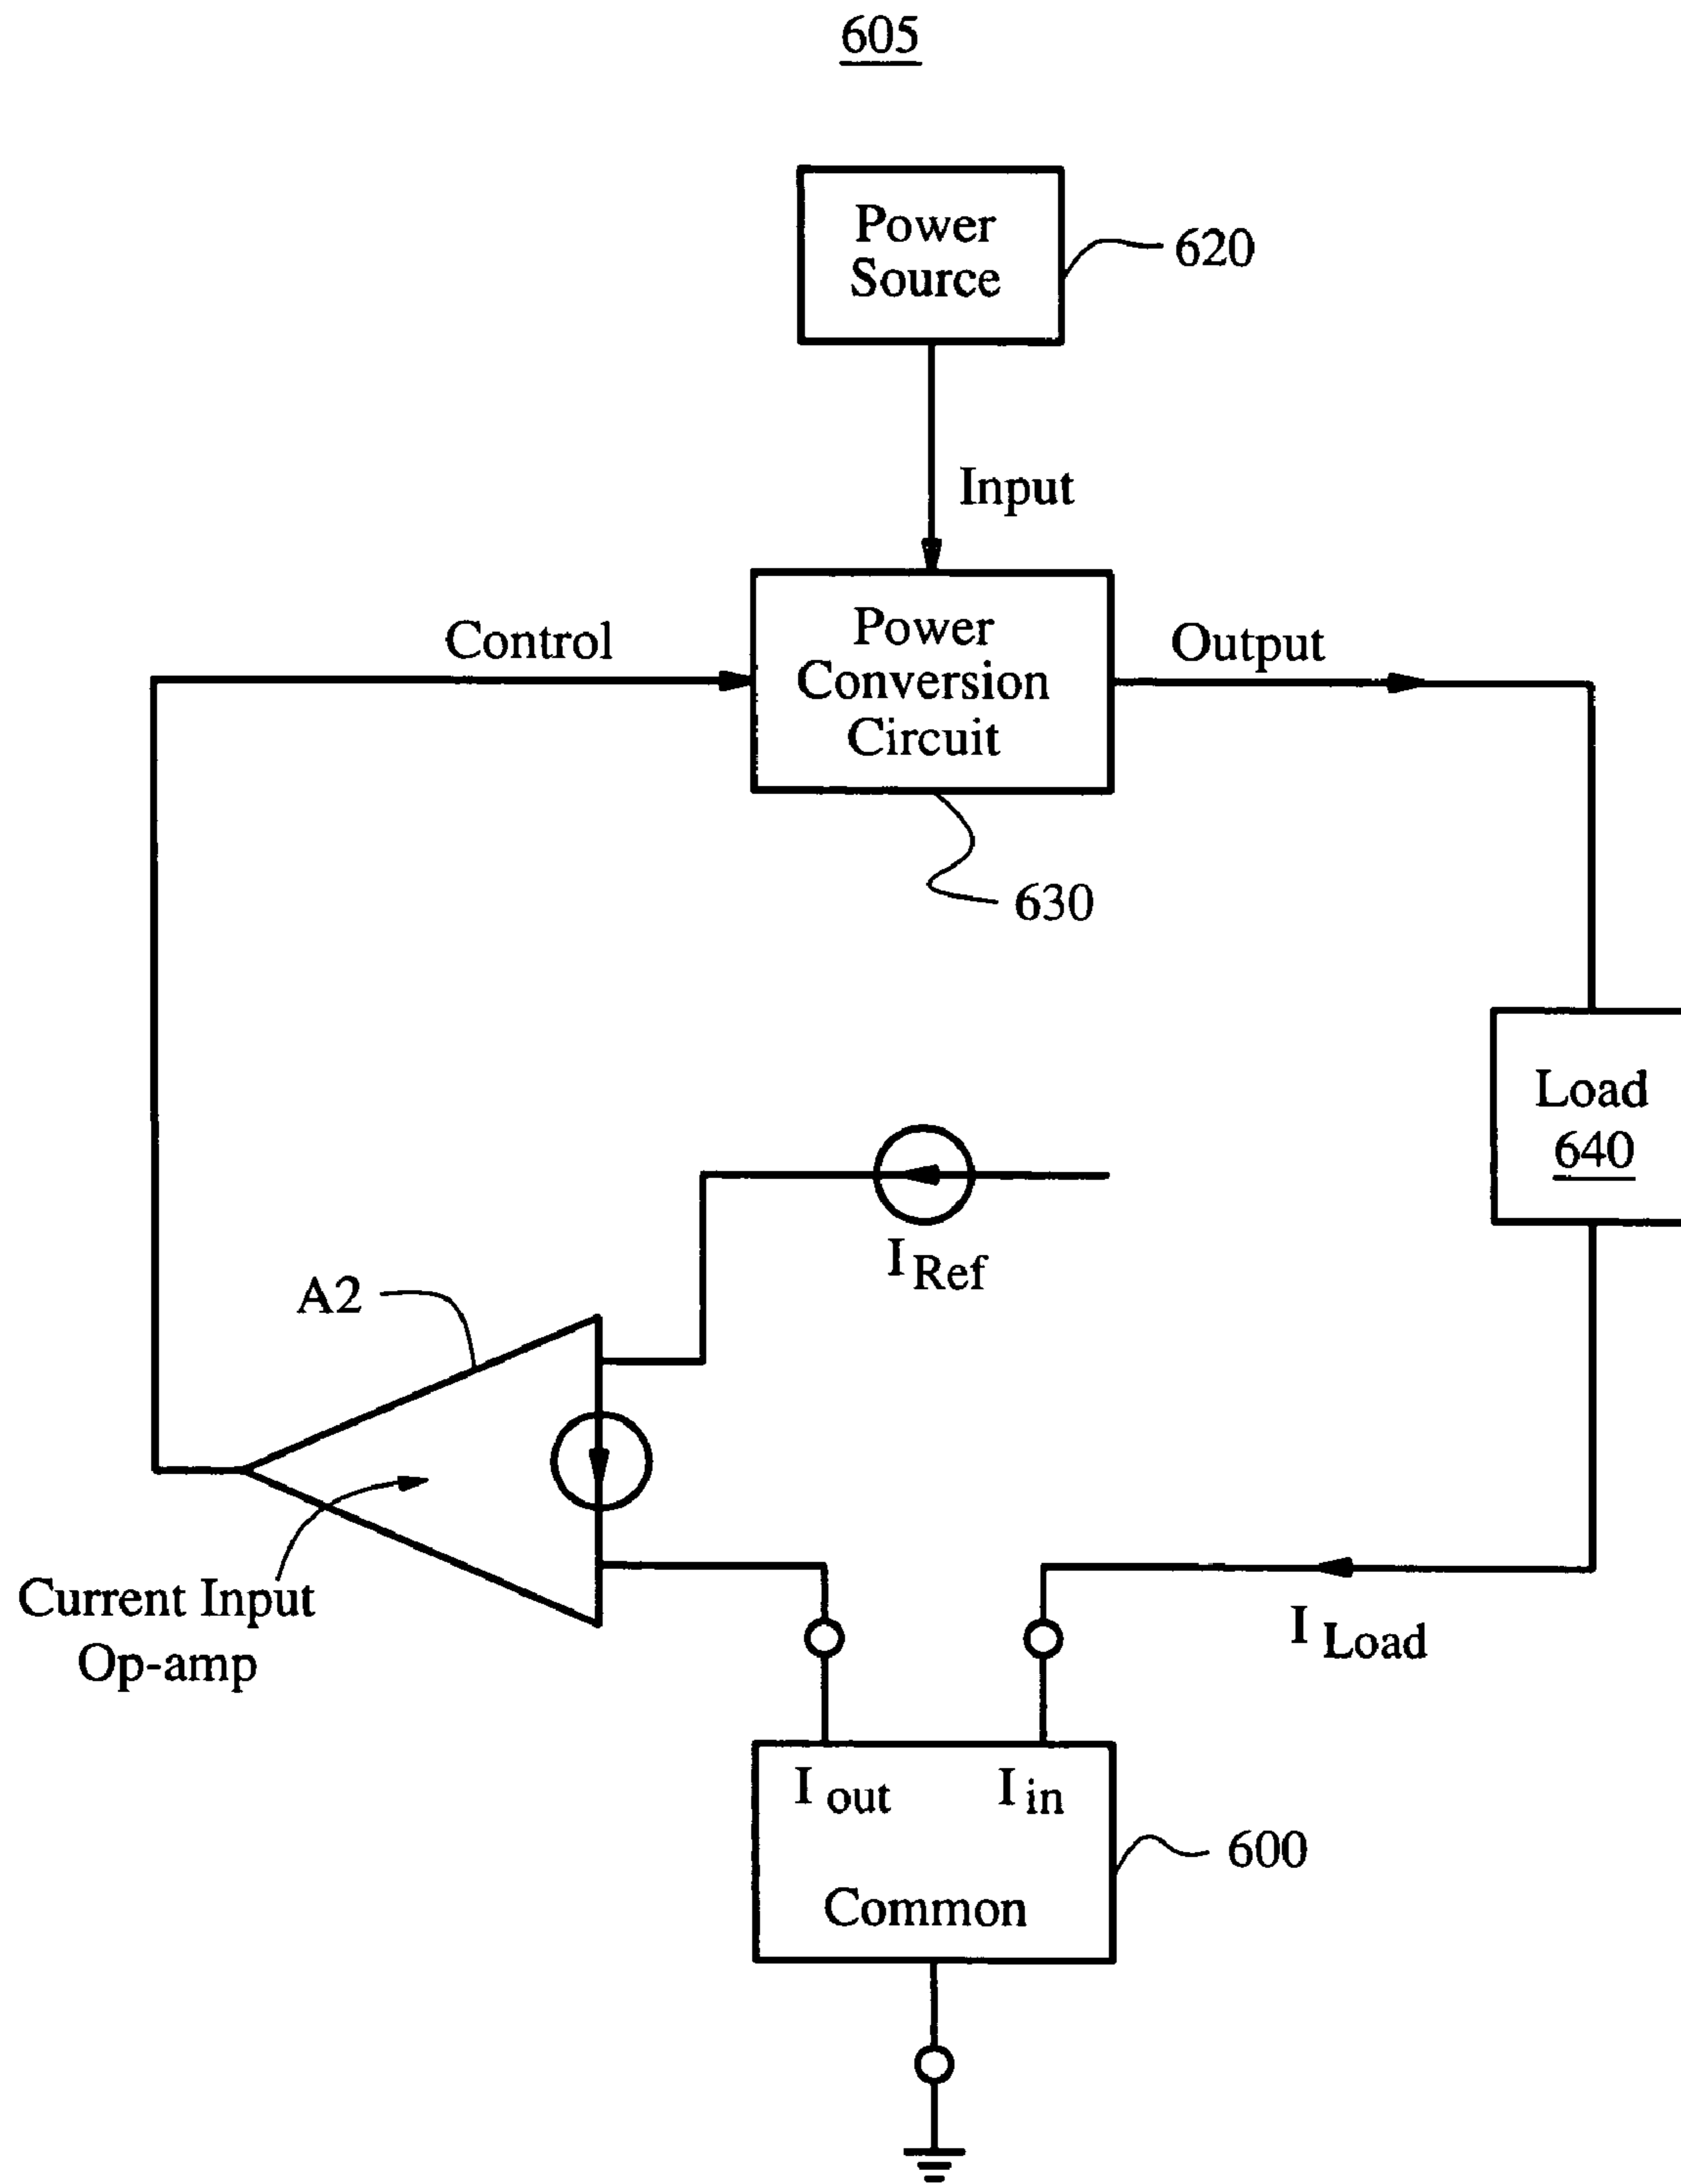 605
Power
Source
620
Input
Control
Power
Conversion
Circuit
Output
630
Load
640
I Ref
A2
Current Input
Op-amp
I Load
I out
I in
600
Common